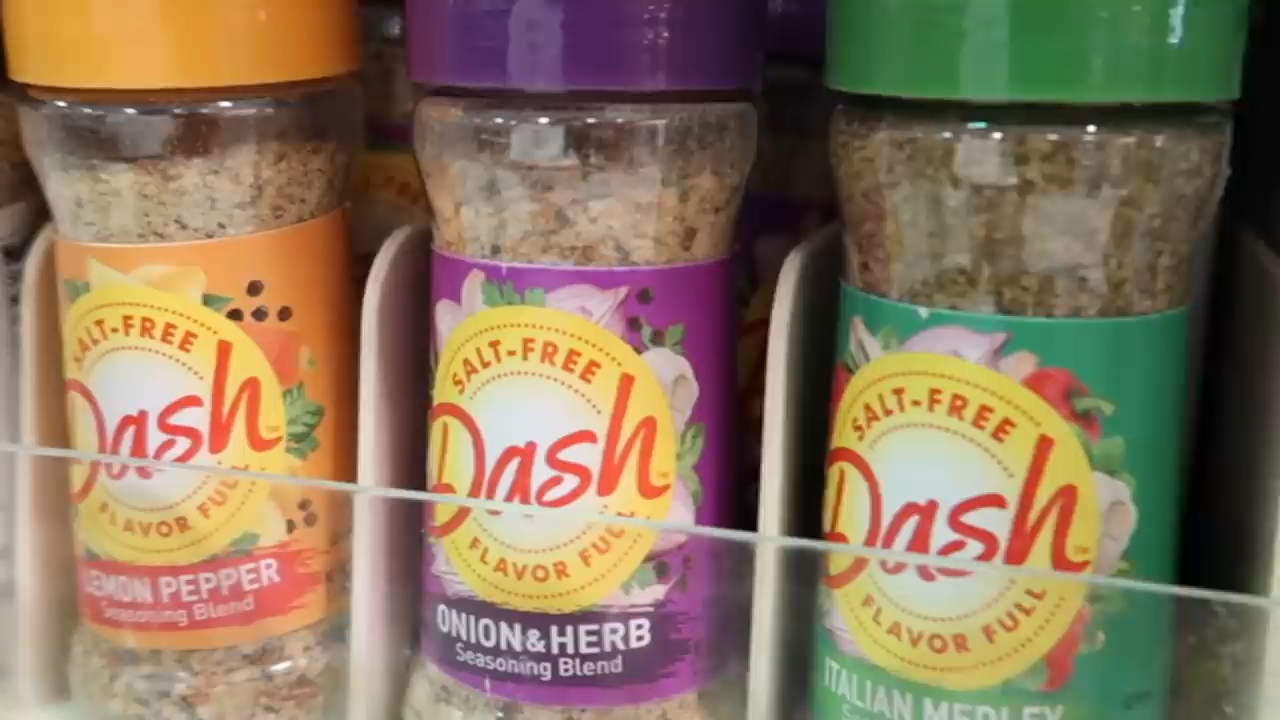 SALT-FREE
Dash
FLAVOR FULL
LEMON PEPPER
Seasoning Blend
SALT-FREE
Dash
FLAVOR FULL
ONION&HERB
Seasoning Blend
SALT-FREE
Dash
FLAVOR FULL
ITALIAN MEDLEY